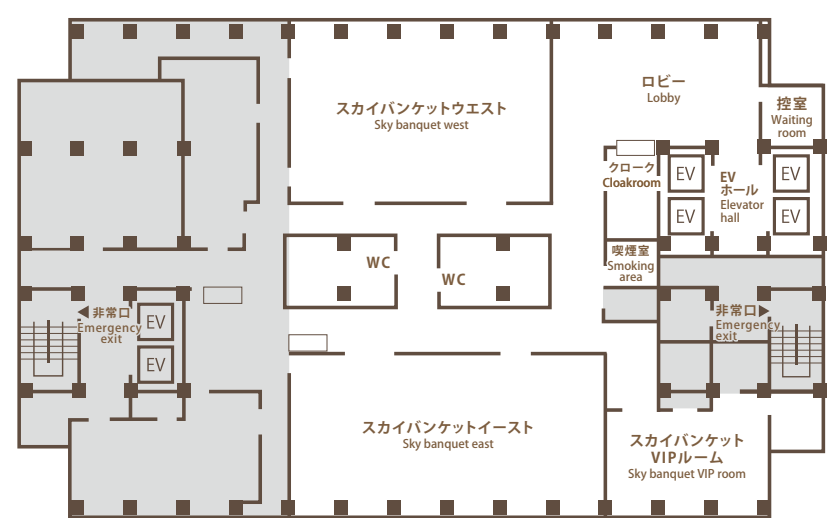 ロビー
Lobby
控室
Waiting
room
スカイバンケットウエスト
Sky banquet west
クローク
Cloakroom
EV
EV
EV
EV
EV
ホール
Elevator
hall
喫煙室
Smoking
area
WC
WC
非常口
Emergency
exit
EV
EV
非常口
Emergency
exit
スカイバンケットイースト
Sky banquet east
スカイバンケット
VIPルーム
Sky banquet VIP room